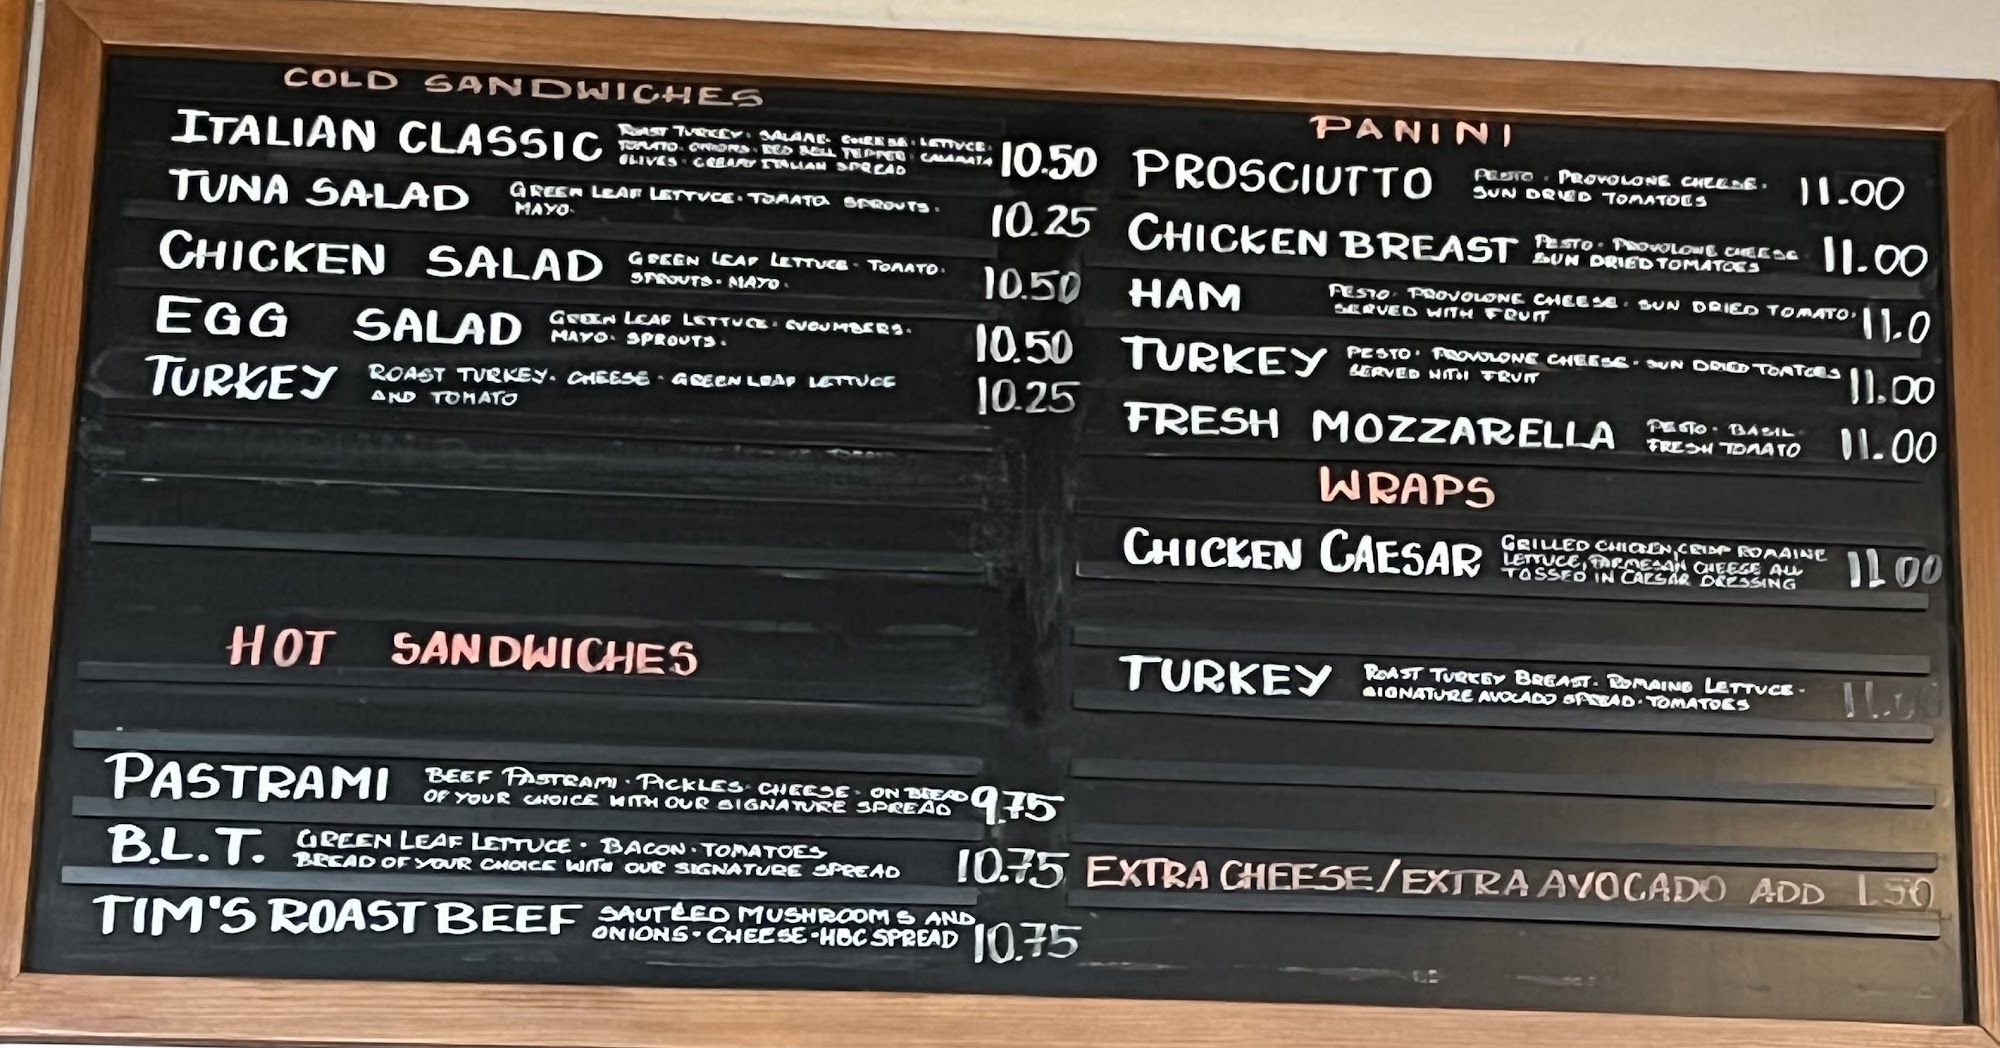 COLD SANDWICHES
ITALIAN CLASSIC ROAST TURKEY · SALAME · CHEESE · LETTUCE ·
TOMATO · ONIONS · RED BELL PEPPER · CALAMATA
OLIVES · CREAMY ITALIAN SPREAD 10.50
TUNA SALAD GREEN LEAF LETTUCE · TOMATO SPROUTS ·
MAYO · 10.25
CHICKEN SALAD GREEN LEAF LETTUCE · TOMATO ·
SPROUTS · MAYO · 10.50
EGG SALAD GREEN LEAF LETTUCE · CUCUMBERS ·
MAYO · SPROUTS · 10.50
TURKEY ROAST TURKEY · CHEESE · GREEN LEAF LETTUCE
AND TOMATO 10.25
HOT SANDWICHES
PASTRAMI BEEF PASTRAMI · PICKLES · CHEESE · ON BREAD
OF YOUR CHOICE WITH OUR SIGNATURE SPREAD 9.75
B.L.T. GREEN LEAF LETTUCE · BACON · TOMATOES
BREAD OF YOUR CHOICE WITH OUR SIGNATURE SPREAD 10.75
TIM'S ROAST BEEF SAUTEED MUSHROOMS AND
ONIONS · CHEESE · HBC SPREAD 10.75
PANINI
PROSCIUTTO PESTO · PROVOLONE CHEESE ·
SUN DRIED TOMATOES 11.00
CHICKEN BREAST PESTO · PROVOLONE CHEESE
SUN DRIED TOMATOES 11.00
HAM PESTO · PROVOLONE CHEESE · SUN DRIED TOMATO ·
SERVED WITH FRUIT 11.0
TURKEY PESTO · PROVOLONE CHEESE · SUN DRIED TOATOES
SERVED WITH FRUIT 11.00
FRESH MOZZARELLA PESTO · BASIL
FRESH TOMATO 11.00
WRAPS
CHICKEN CAESAR GRILLED CHICKEN, CRISP ROMAINE
LETTUCE, PARMESAN CHEESE ALL
TOSSED IN CAESAR DRESSING 11 00
TURKEY ROAST TURKEY BREAST · ROMAINE LETTUCE ·
SIGNATURE AVOCADO SPREAD · TOMATOES
EXTRA CHEESE/EXTRA AVOCADO ADD 1.50